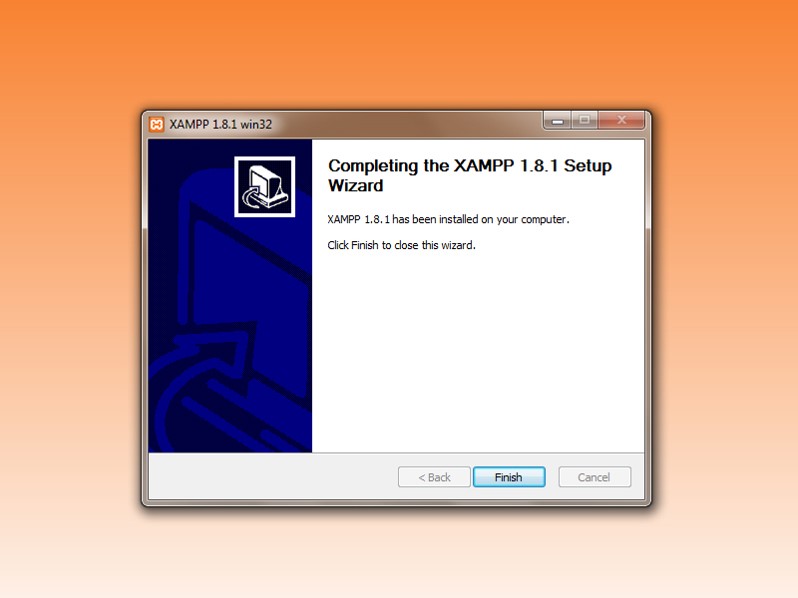 XAMPP 1.8.1 win32
Completing the XAMPP 1.8.1 Setup
Wizard
XAMPP 1.8.1 has been installed on your computer.
Click Finish to close this wizard.
< Back
Finish
Cancel